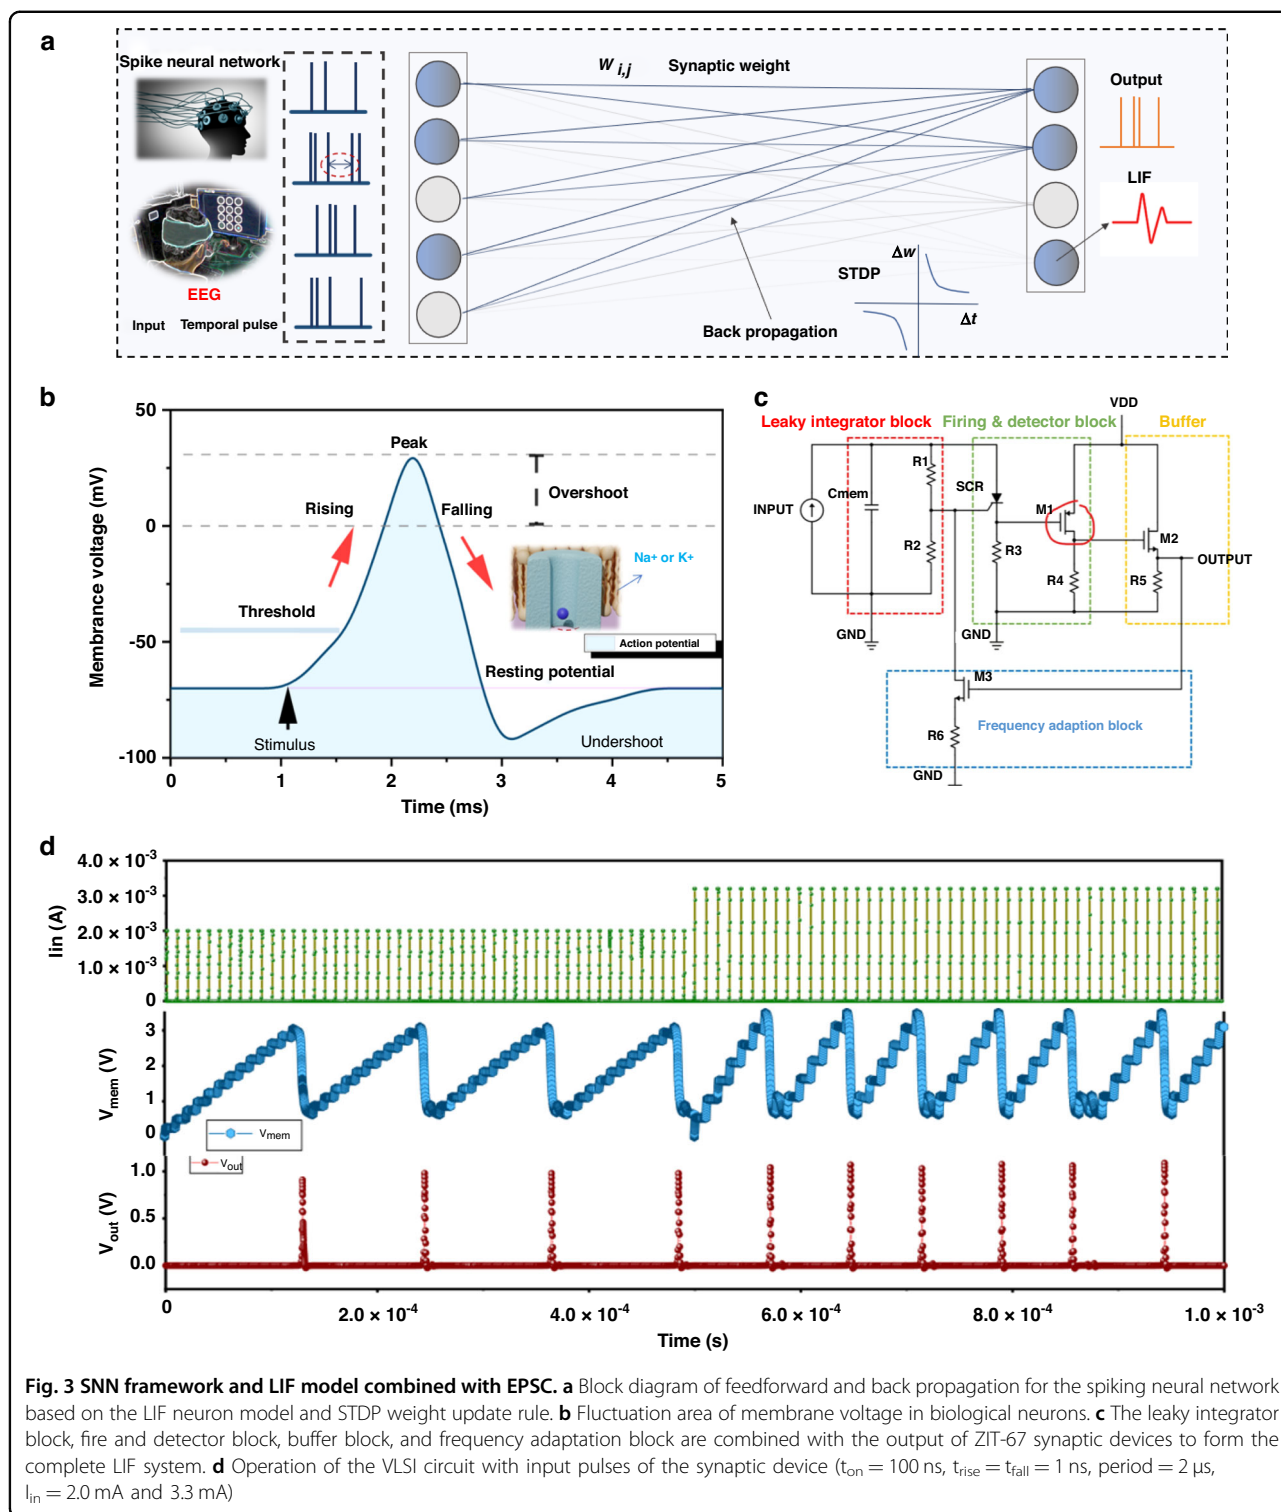 a
Spike neural network
W i,j Synaptic weight
Output
LIF
EEG
Input Temporal pulse
STDP
Δw
Δt
Back propagation
b
Membrance voltage (mV)
50
0
-50
-100
Peak
Rising
Falling
Overshoot
Na+ or K+
Threshold
Action potential
Resting potential
Stimulus
Undershoot
0 1 2 3 4 5
Time (ms)
c
VDD
Leaky integrator block Firing & detector block Buffer
R1
SCR
Cmem
M1
INPUT
R2
R3
M2
OUTPUT
R4
R5
GND
GND
M3
Frequency adaption block
R6
GND
d
Iin (A)
4.0 × 10-3
3.0 × 10-3
2.0 × 10-3
1.0 × 10-3
0
Vmem (V)
3
2
1
0
Vmem
Vout
Vout (V)
1.0
0.5
0.0
0 2.0 × 10-4 4.0 × 10-4 6.0 × 10-4 8.0 × 10-4 1.0 × 10-3
Time (s)
Fig. 3 SNN framework and LIF model combined with EPSC. a Block diagram of feedforward and back propagation for the spiking neural network
based on the LIF neuron model and STDP weight update rule. b Fluctuation area of membrane voltage in biological neurons. c The leaky integrator
block, fire and detector block, buffer block, and frequency adaptation block are combined with the output of ZIT-67 synaptic devices to form the
complete LIF system. d Operation of the VLSI circuit with input pulses of the synaptic device (ton = 100 ns, trise = tfall = 1 ns, period = 2 µs,
Iin = 2.0 mA and 3.3 mA)